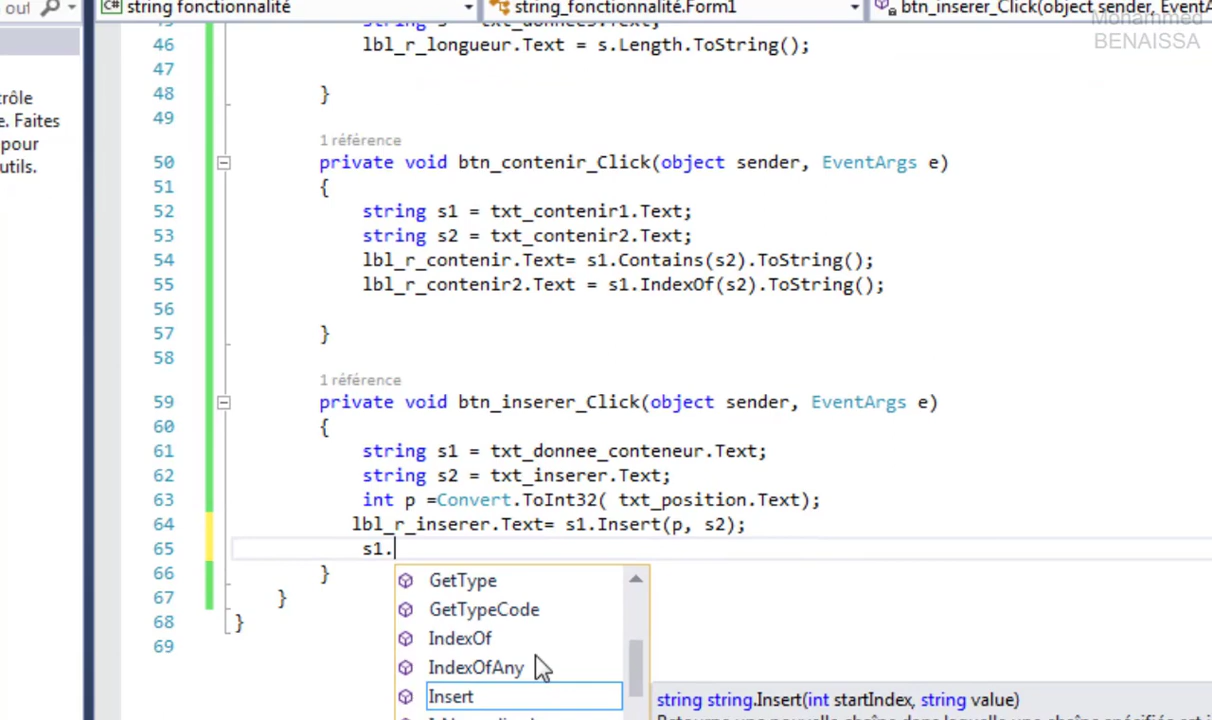 out
string fonctionnalité
string_fonctionnalité.Form1
btn_inserer_Click(object sender, EventA
Mohammed
BENAISSA
46 lbl_r_longueur.Text = s.Length.ToString();
47
48 }
49
trôle
e. Faites
pour
utils.
1 référence
50 private void btn_contenir_Click(object sender, EventArgs e)
51 {
52 string s1 = txt_contenir1.Text;
53 string s2 = txt_contenir2.Text;
54 lbl_r_contenir.Text= s1.Contains(s2).ToString();
55 lbl_r_contenir2.Text = s1.IndexOf(s2).ToString();
56
57 }
58
1 référence
59 private void btn_inserer_Click(object sender, EventArgs e)
60 {
61 string s1 = txt_donnee_conteneur.Text;
62 string s2 = txt_inserer.Text;
63 int p =Convert.ToInt32( txt_position.Text);
64 lbl_r_inserer.Text= s1.Insert(p, s2);
65 s1.
66 }
67 }
68 }
69
GetType
GetTypeCode
IndexOf
IndexOfAny
Insert
string string.Insert(int startIndex, string value)